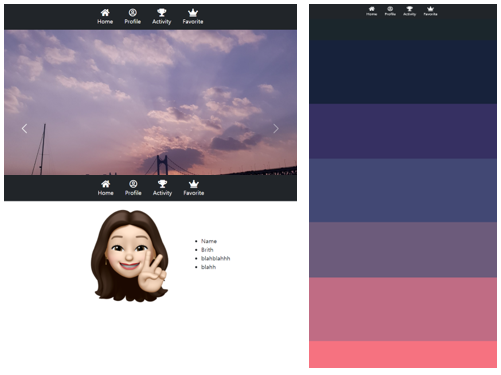 Home Profile Activity Favorite
Home Profile Activity Favorite
Name
Brith
blahblahhh
blahh
Home Profile Activity Favorite